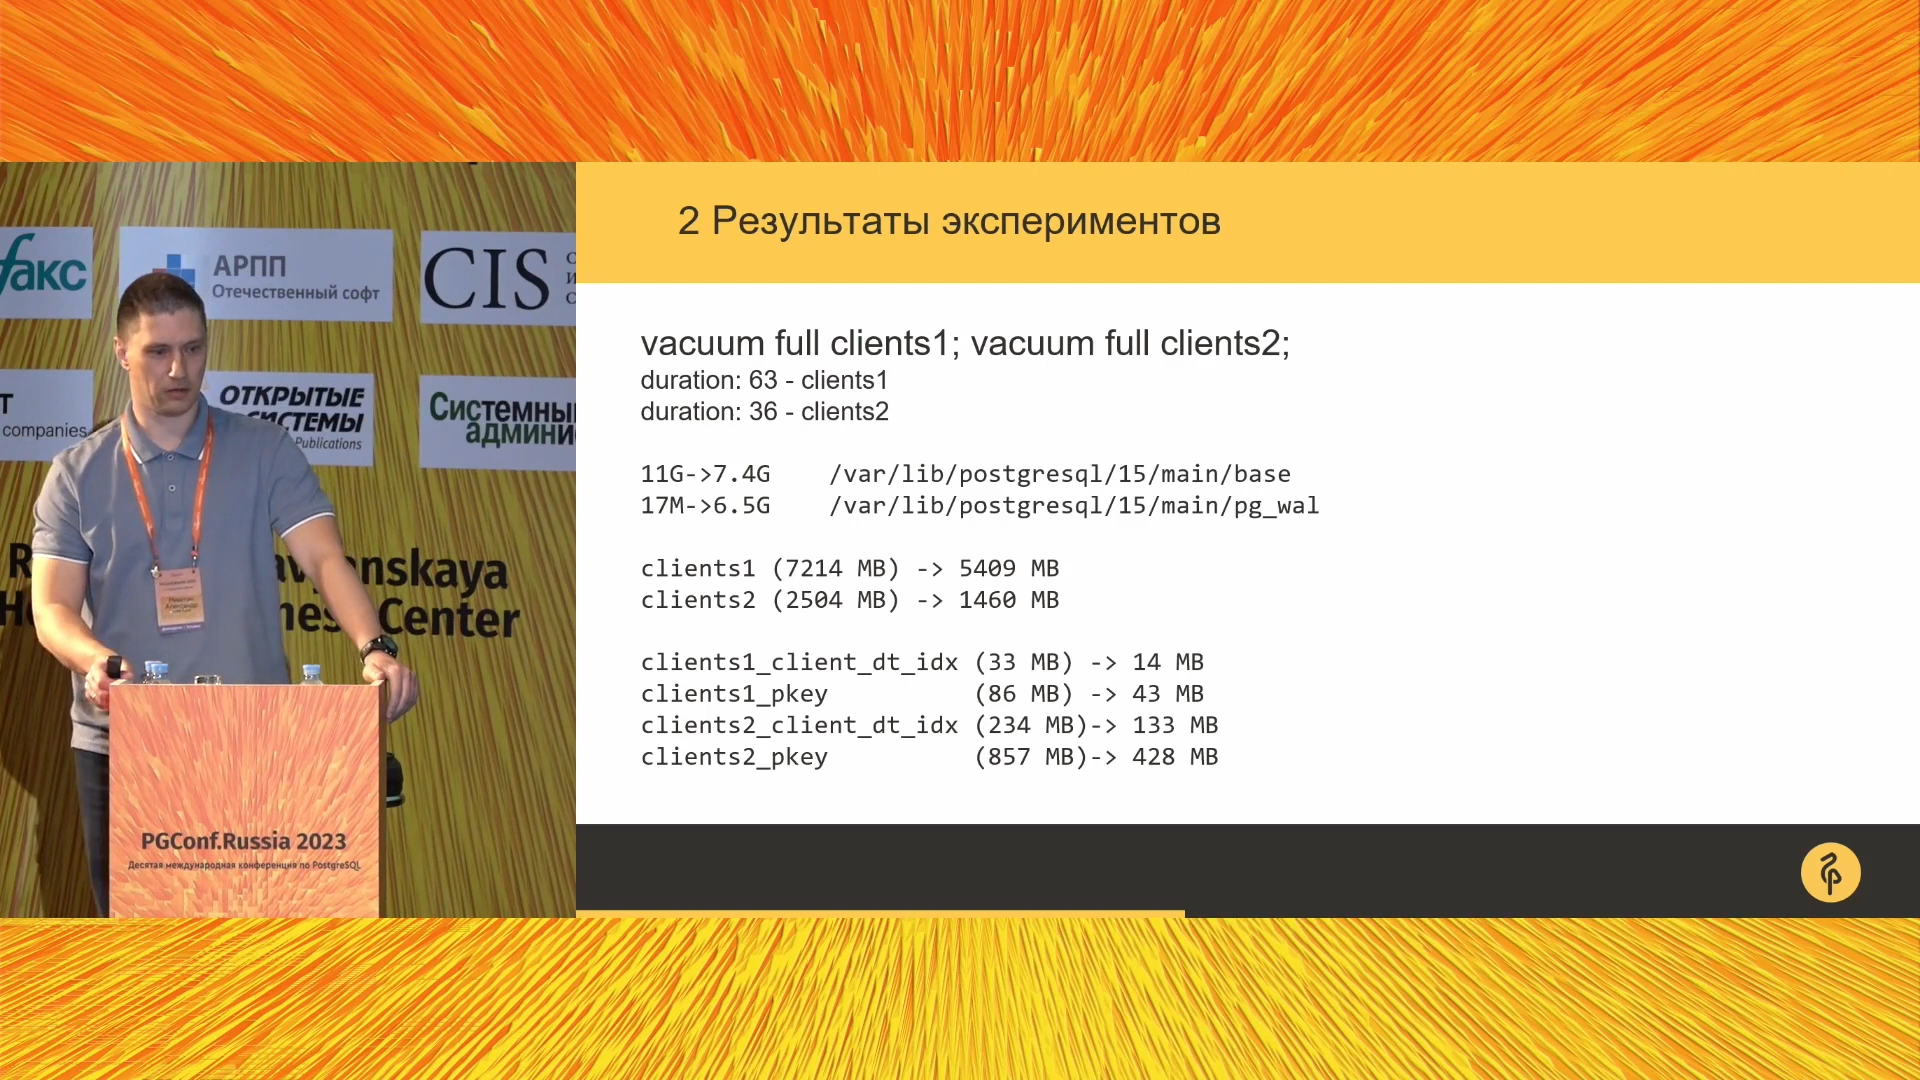 факс
АРПП
Отечественный софт
CIS
Т
companies
ОТКРЫТЫЕ
СИСТЕМЫ
Publications
Системны
админи
Center
PGConf.Russia 2023
Десятая международная конференция по PostgreSQL
2 Результаты экспериментов
vacuum full clients1; vacuum full clients2;
duration: 63 - clients1
duration: 36 - clients2
11G->7.4G /var/lib/postgresql/15/main/base
17M->6.5G /var/lib/postgresql/15/main/pg_wal
clients1 (7214 MB) -> 5409 MB
clients2 (2504 MB) -> 1460 MB
clients1_client_dt_idx (33 MB) -> 14 MB
clients1_pkey (86 MB) -> 43 MB
clients2_client_dt_idx (234 MB)-> 133 MB
clients2_pkey (857 MB)-> 428 MB